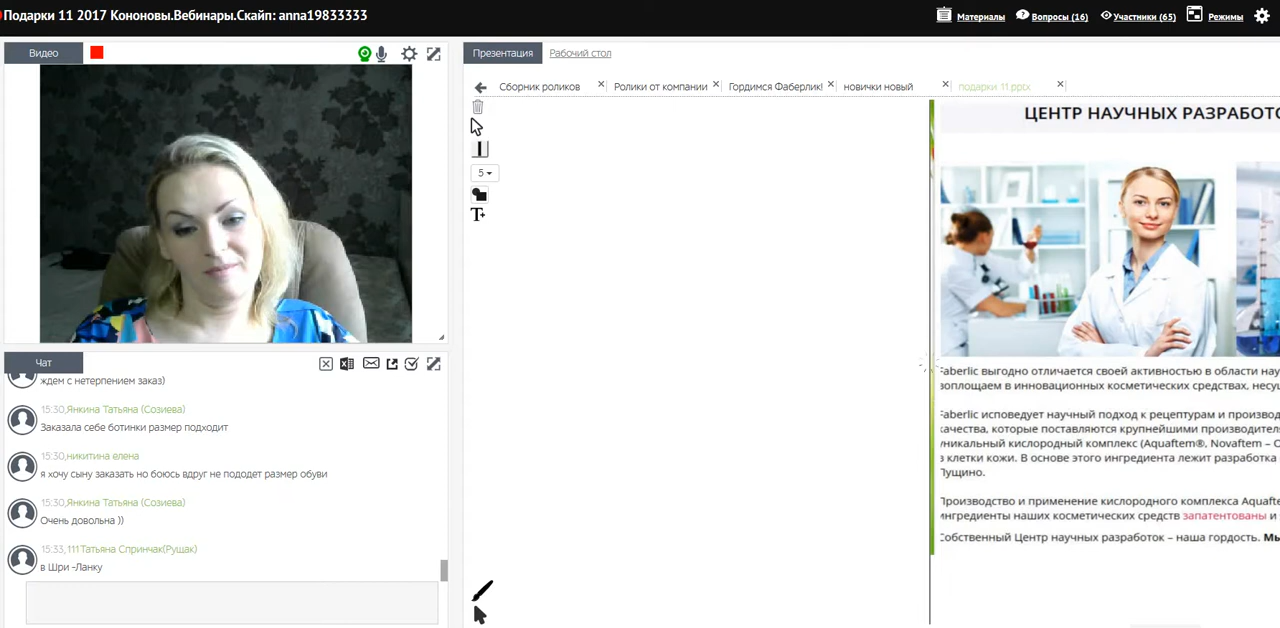 Подарки 11 2017 Кононовы.Вебинары.Скайп: anna19833333
Материалы
Вопросы (16)
Участники (65)
Режимы
Видео
Презентация
Рабочий стол
Сборник роликов
Ролики от компании
Гордимся Фаберлик!
новички новый
подарки 11.pptx
5
T+
ЦЕНТР НАУЧНЫХ РАЗРАБОТО
Faberlic выгодно отличается своей активностью в области нау
воплощаем в инновационных косметических средствах, несущ
Faberlic исповедует научный подход к рецептурам и производ
качества, которые поставляются крупнейшими производителя
уникальный кислородный комплекс (Aquaftem®, Novaftem – О
в клетки кожи. В основе этого ингредиента лежит разработка
Пущино.
Производство и применение кислородного комплекса Aquafte
ингредиенты наших косметических средств запатентованы и з
Собственный Центр научных разработок – наша гордость. Мы
Чат
ждем с нетерпением заказ)
15:30,Янкина Татьяна (Созиева)
Заказала себе ботинки размер подходит
15:30,никитина елена
я хочу сыну заказать но боюсь вдруг не пододет размер обуви
15:30,Янкина Татьяна (Созиева)
Очень довольна ))
15:33, 111Татьяна Спринчак(Рущак)
в Шри -Ланку